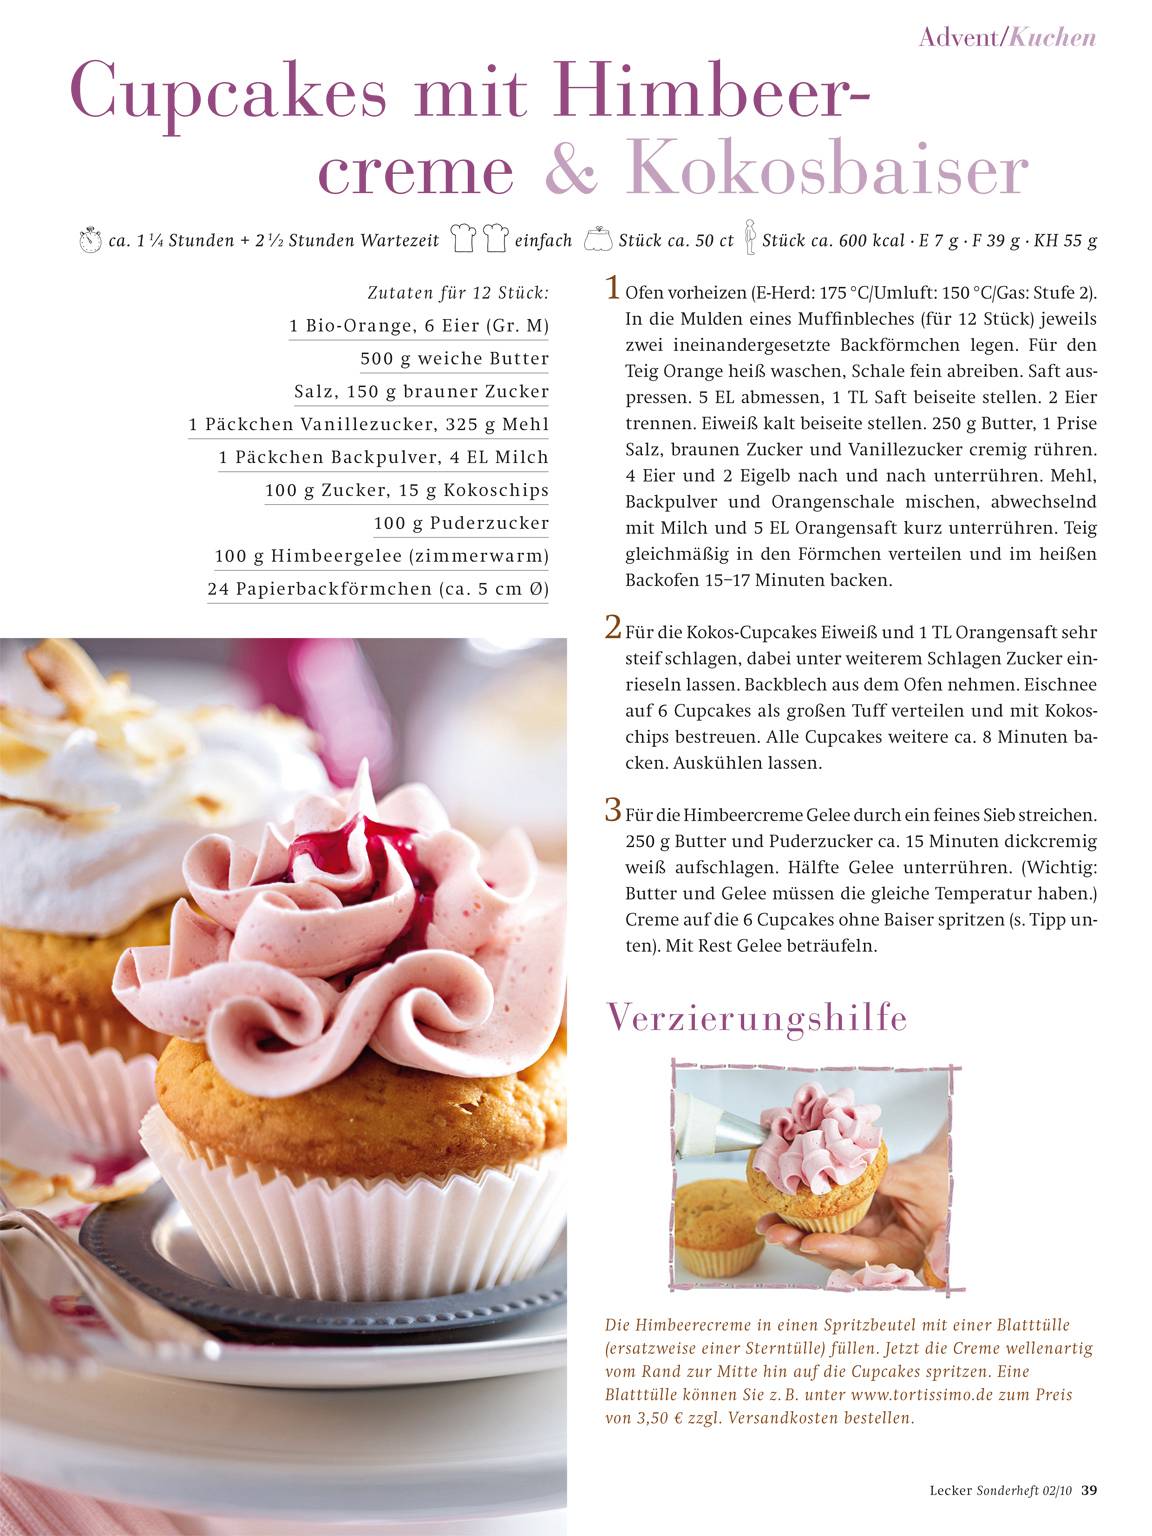 Advent/Kuchen
Cupcakes mit Himbeer-
creme & Kokosbaiser
ca. 1 ¼ Stunden + 2 ½ Stunden Wartezeit einfach Stück ca. 50 ct Stück ca. 600 kcal · E 7 g · F 39 g · KH 55 g
Zutaten für 12 Stück:
1 Bio-Orange, 6 Eier (Gr. M)
500 g weiche Butter
Salz, 150 g brauner Zucker
1 Päckchen Vanillezucker, 325 g Mehl
1 Päckchen Backpulver, 4 EL Milch
100 g Zucker, 15 g Kokoschips
100 g Puderzucker
100 g Himbeergelee (zimmerwarm)
24 Papierbackförmchen (ca. 5 cm Ø)
1 Ofen vorheizen (E-Herd: 175 °C/Umluft: 150 °C/Gas: Stufe 2).
In die Mulden eines Muffinbleches (für 12 Stück) jeweils
zwei ineinandergesetzte Backförmchen legen. Für den
Teig Orange heiß waschen, Schale fein abreiben. Saft aus-
pressen. 5 EL abmessen, 1 TL Saft beiseite stellen. 2 Eier
trennen. Eiweiß kalt beiseite stellen. 250 g Butter, 1 Prise
Salz, braunen Zucker und Vanillezucker cremig rühren.
4 Eier und 2 Eigelb nach und nach unterrühren. Mehl,
Backpulver und Orangenschale mischen, abwechselnd
mit Milch und 5 EL Orangensaft kurz unterrühren. Teig
gleichmäßig in den Förmchen verteilen und im heißen
Backofen 15–17 Minuten backen.
2 Für die Kokos-Cupcakes Eiweiß und 1 TL Orangensaft sehr
steif schlagen, dabei unter weiterem Schlagen Zucker ein-
rieseln lassen. Backblech aus dem Ofen nehmen. Eischnee
auf 6 Cupcakes als großen Tuff verteilen und mit Kokos-
chips bestreuen. Alle Cupcakes weitere ca. 8 Minuten ba-
cken. Auskühlen lassen.
3 Für die Himbeercreme Gelee durch ein feines Sieb streichen.
250 g Butter und Puderzucker ca. 15 Minuten dickcremig
weiß aufschlagen. Hälfte Gelee unterrühren. (Wichtig:
Butter und Gelee müssen die gleiche Temperatur haben.)
Creme auf die 6 Cupcakes ohne Baiser spritzen (s. Tipp un-
ten). Mit Rest Gelee beträufeln.
Verzierungshilfe
Die Himbeerecreme in einen Spritzbeutel mit einer Blatttülle
(ersatzweise einer Sterntülle) füllen. Jetzt die Creme wellenartig
vom Rand zur Mitte hin auf die Cupcakes spritzen. Eine
Blatttülle können Sie z. B. unter www.tortissimo.de zum Preis
von 3,50 € zzgl. Versandkosten bestellen.
Lecker Sonderheft 02/10 39